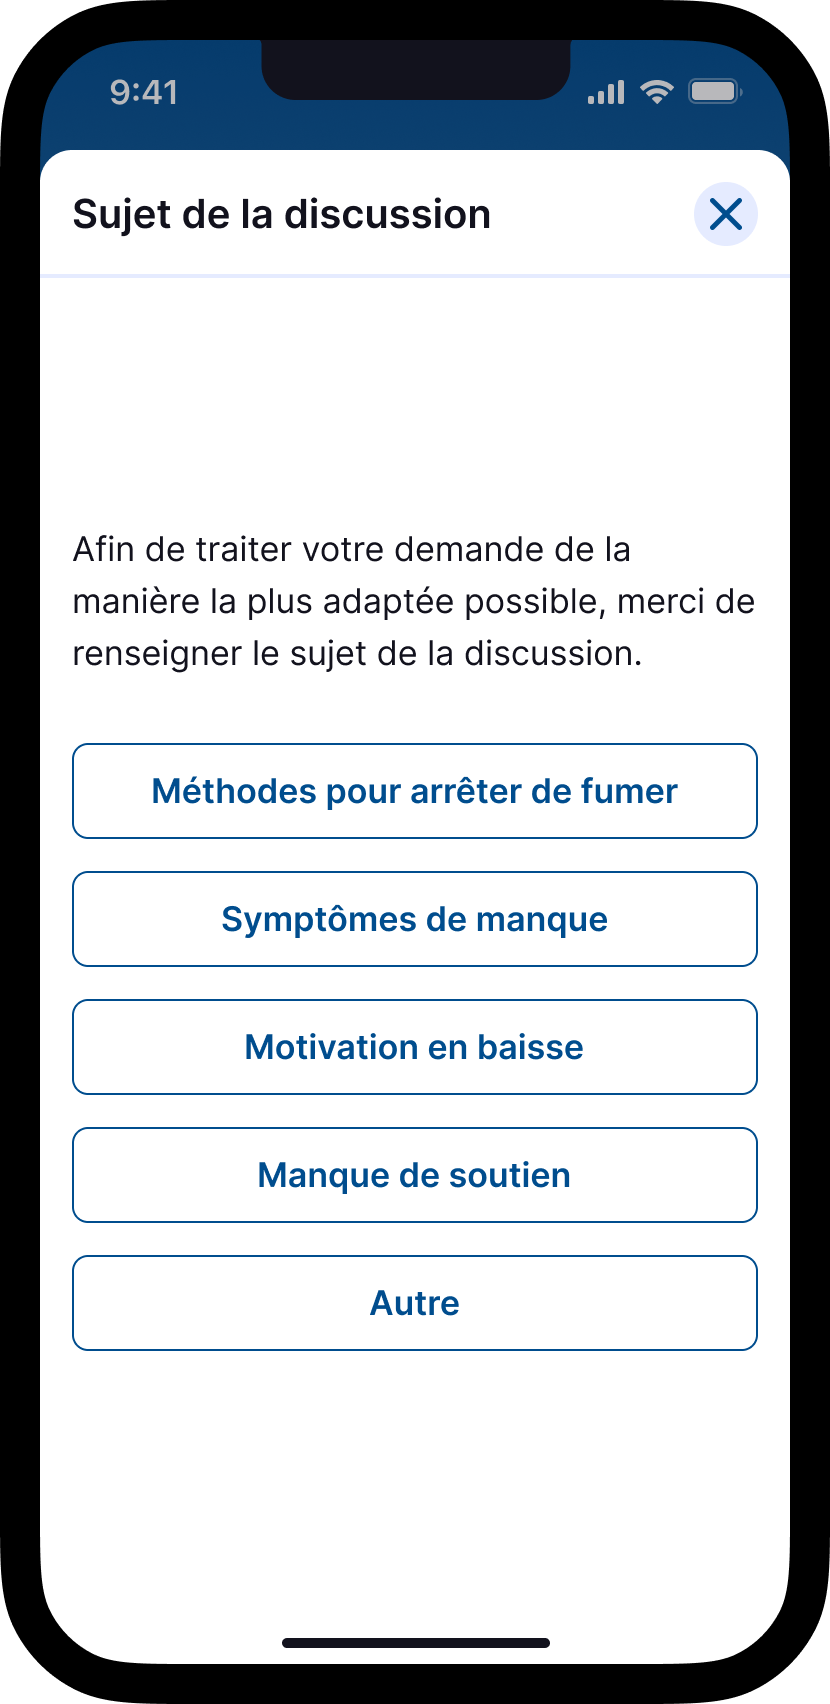 9:41
Sujet de la discussion
Afin de traiter votre demande de la
manière la plus adaptée possible, merci de
renseigner le sujet de la discussion.
Méthodes pour arrêter de fumer
Symptômes de manque
Motivation en baisse
Manque de soutien
Autre